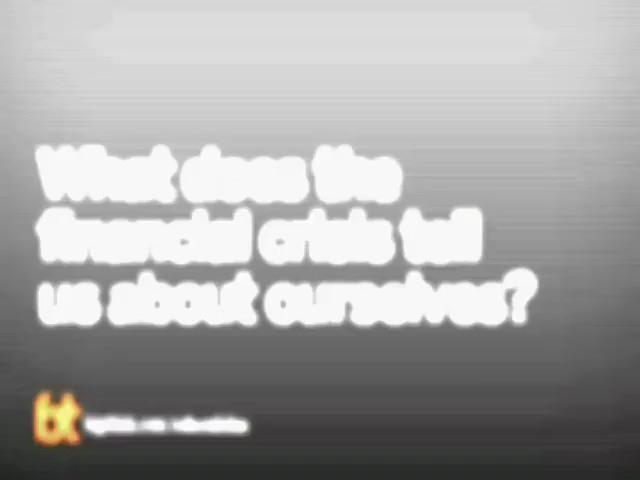 What does the
financial crisis tell
us about ourselves?
bt